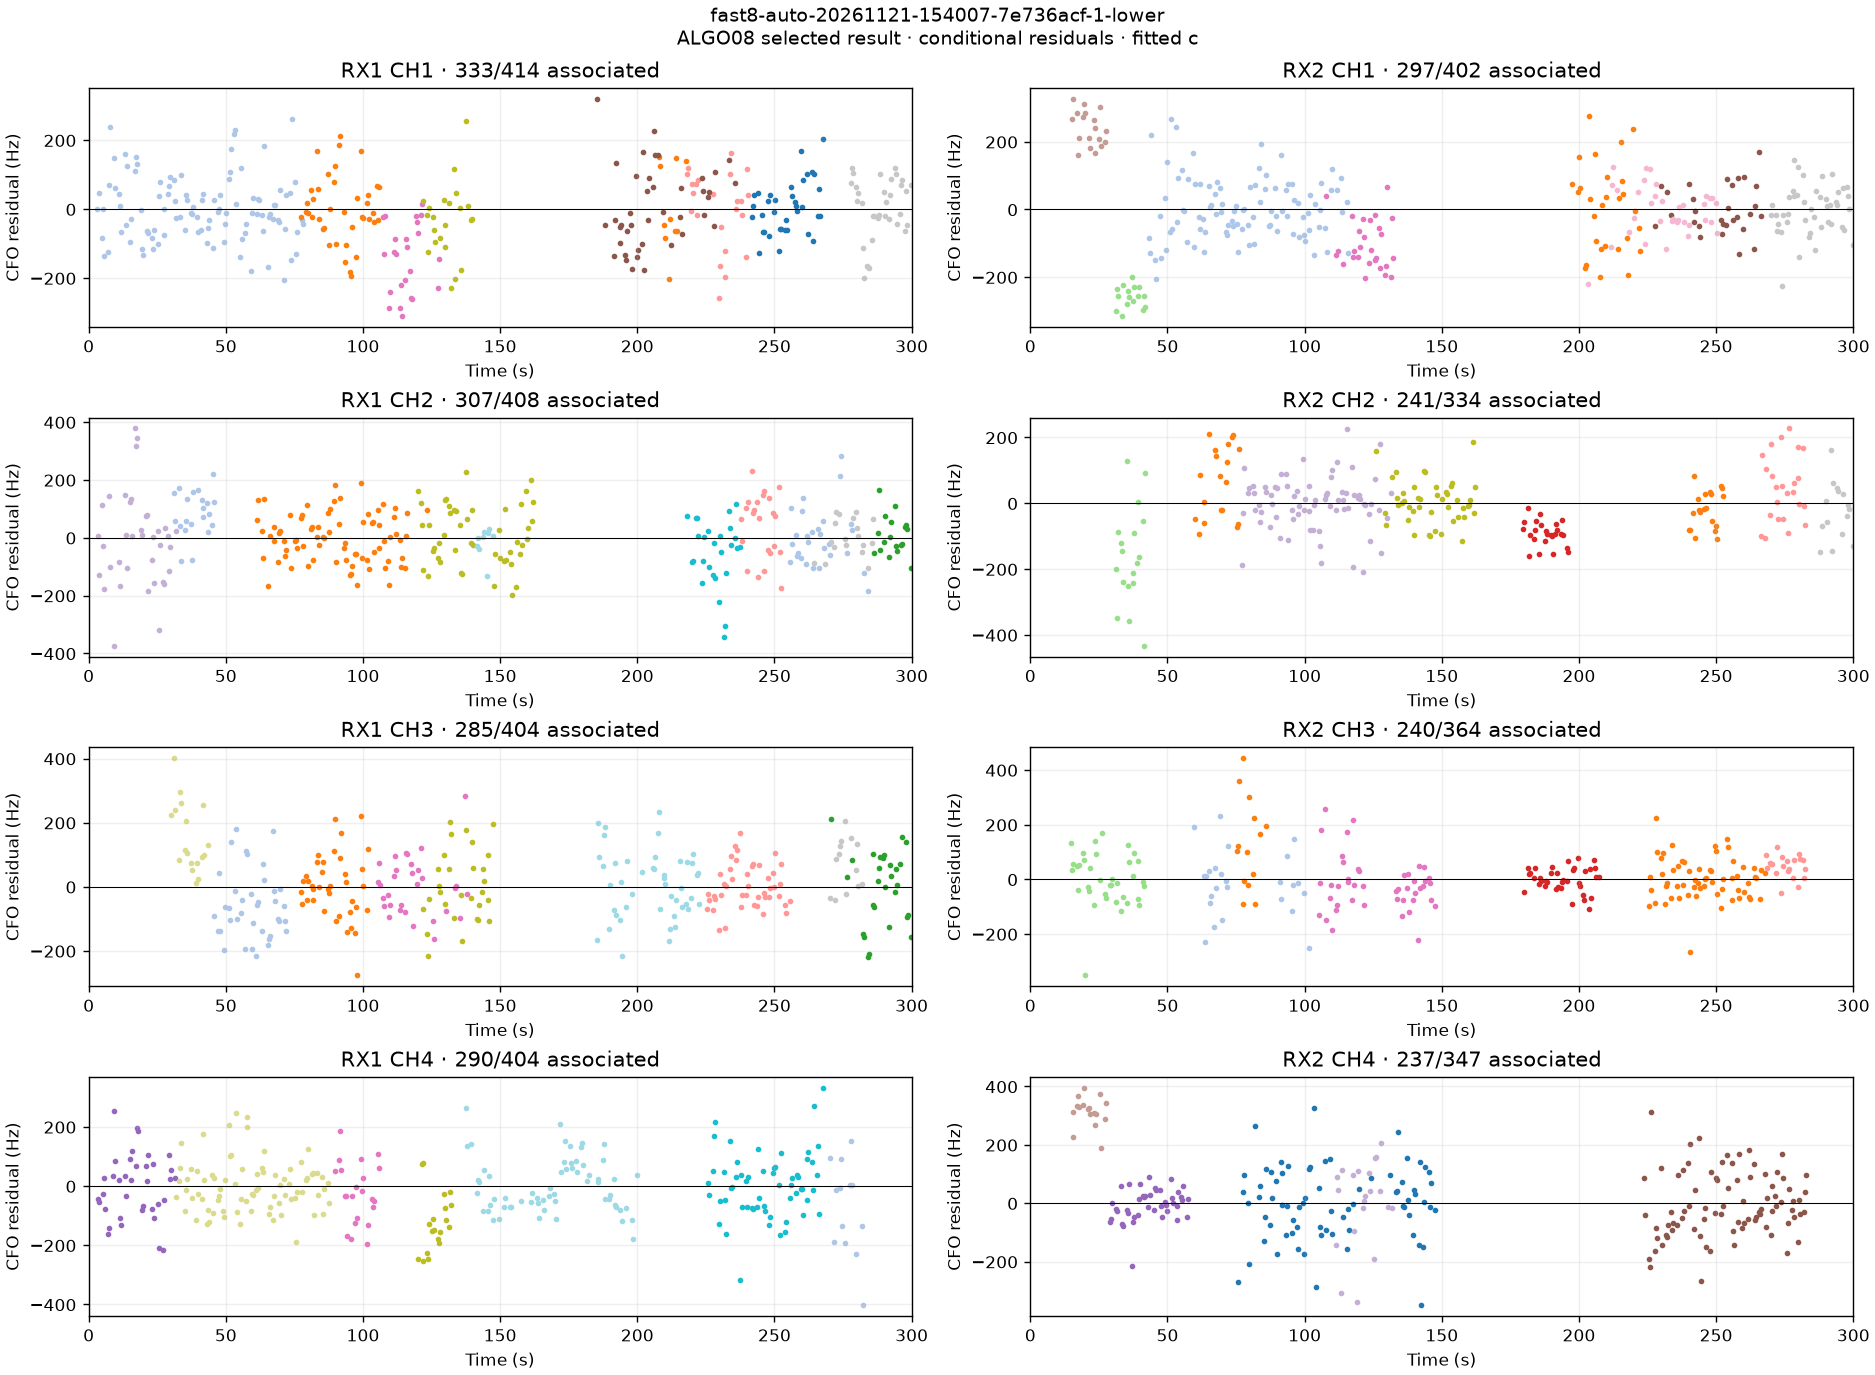 fast8-auto-20261121-154007-7e736acf-1-lower
ALGO08 selected result · conditional residuals · fitted c
RX1 CH1 · 333/414 associated
CFO residual (Hz)
200
0
−200
0 50 100 150 200 250 300
Time (s)
RX2 CH1 · 297/402 associated
CFO residual (Hz)
200
0
−200
0 50 100 150 200 250 300
Time (s)
RX1 CH2 · 307/408 associated
CFO residual (Hz)
400
200
0
−200
−400
0 50 100 150 200 250 300
Time (s)
RX2 CH2 · 241/334 associated
CFO residual (Hz)
200
0
−200
−400
0 50 100 150 200 250 300
Time (s)
RX1 CH3 · 285/404 associated
CFO residual (Hz)
400
200
0
−200
0 50 100 150 200 250 300
Time (s)
RX2 CH3 · 240/364 associated
CFO residual (Hz)
400
200
0
−200
0 50 100 150 200 250 300
Time (s)
RX1 CH4 · 290/404 associated
CFO residual (Hz)
200
0
−200
−400
0 50 100 150 200 250 300
Time (s)
RX2 CH4 · 237/347 associated
CFO residual (Hz)
400
200
0
−200
0 50 100 150 200 250 300
Time (s)